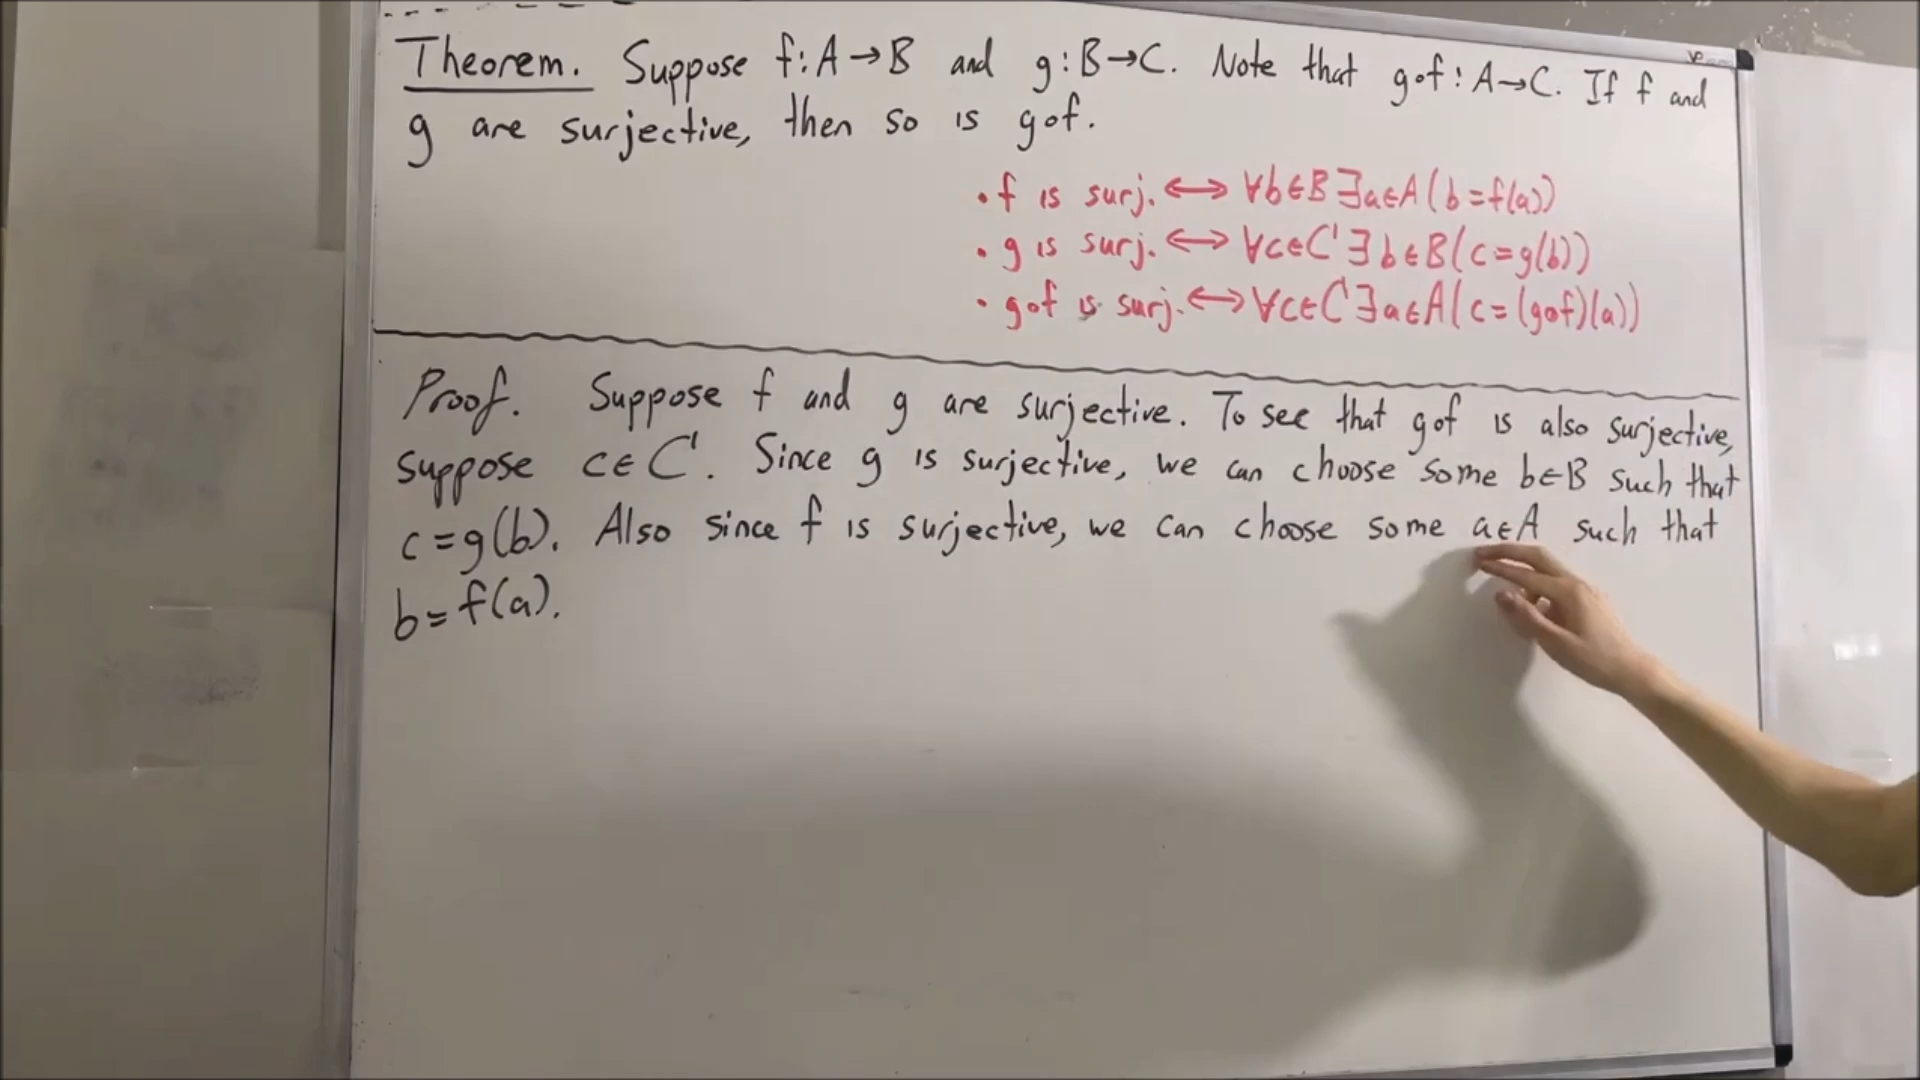 Theorem. Suppose f: A→B and g: B→C. Note that g∘f: A→C. If f and
g are surjective, then so is g∘f.
• f is surj. ↔ ∀b∈B ∃a∈A (b=f(a))
• g is surj. ↔ ∀c∈C ∃b∈B (c=g(b))
• g∘f is surj. ↔ ∀c∈C ∃a∈A (c=(g∘f)(a))
Proof. Suppose f and g are surjective. To see that g∘f is also surjective,
suppose c∈C. Since g is surjective, we can choose some b∈B such that
c=g(b). Also since f is surjective, we can choose some a∈A such that
b=f(a).